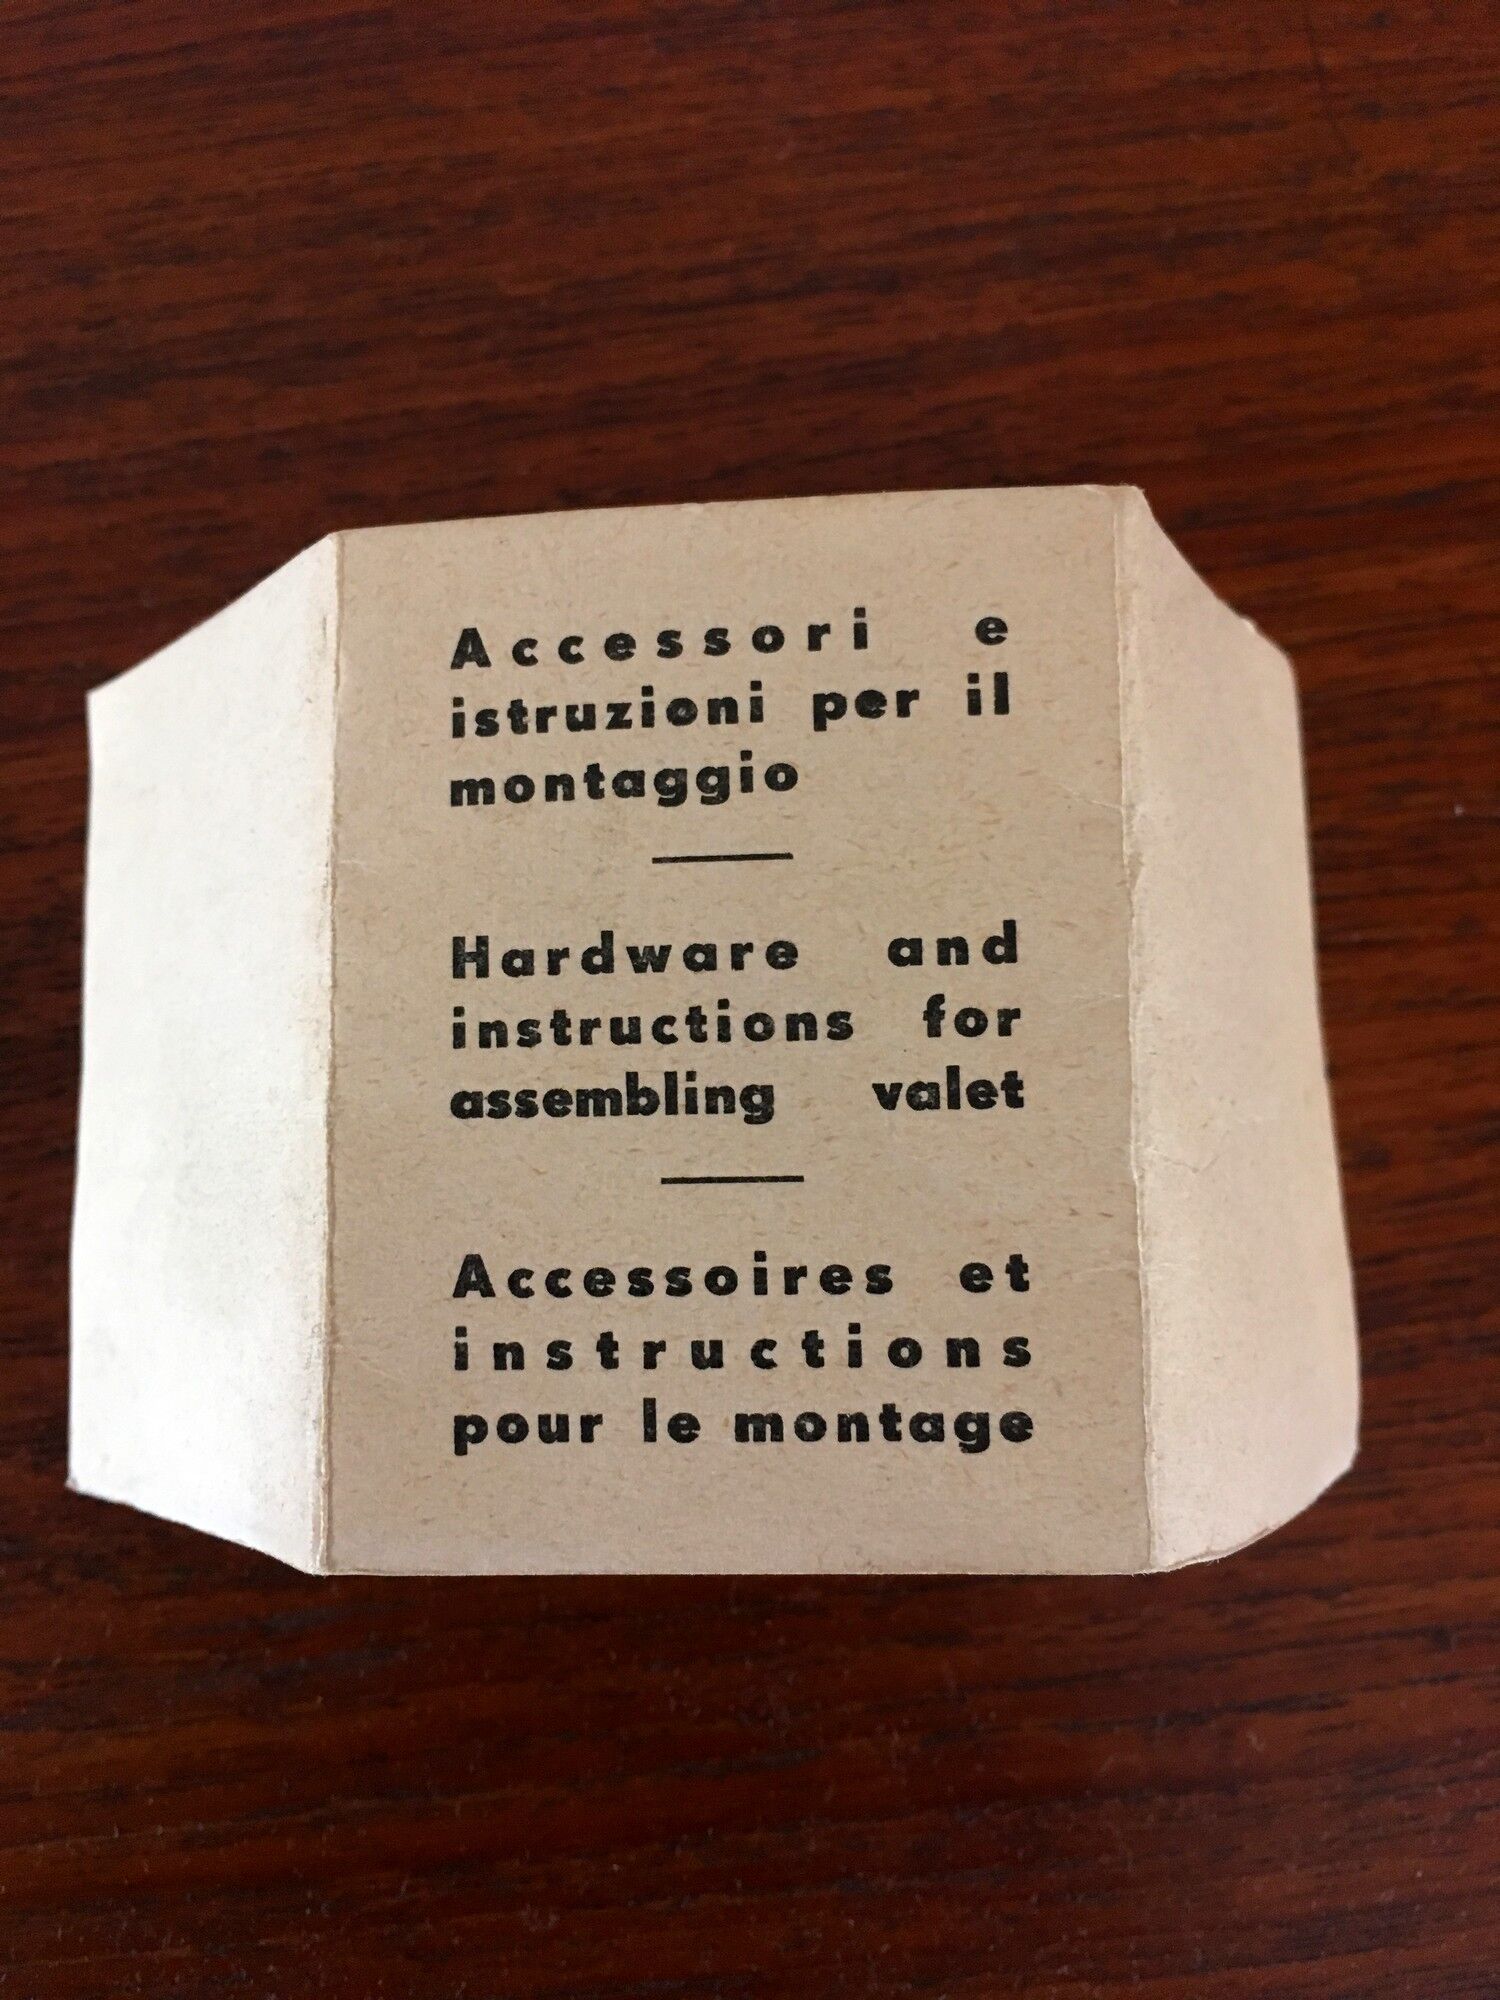 Accessori e
istruzioni per il
montaggio
Hardware and
instructions for
assembling valet
Accessoires et
instructions
pour le montage